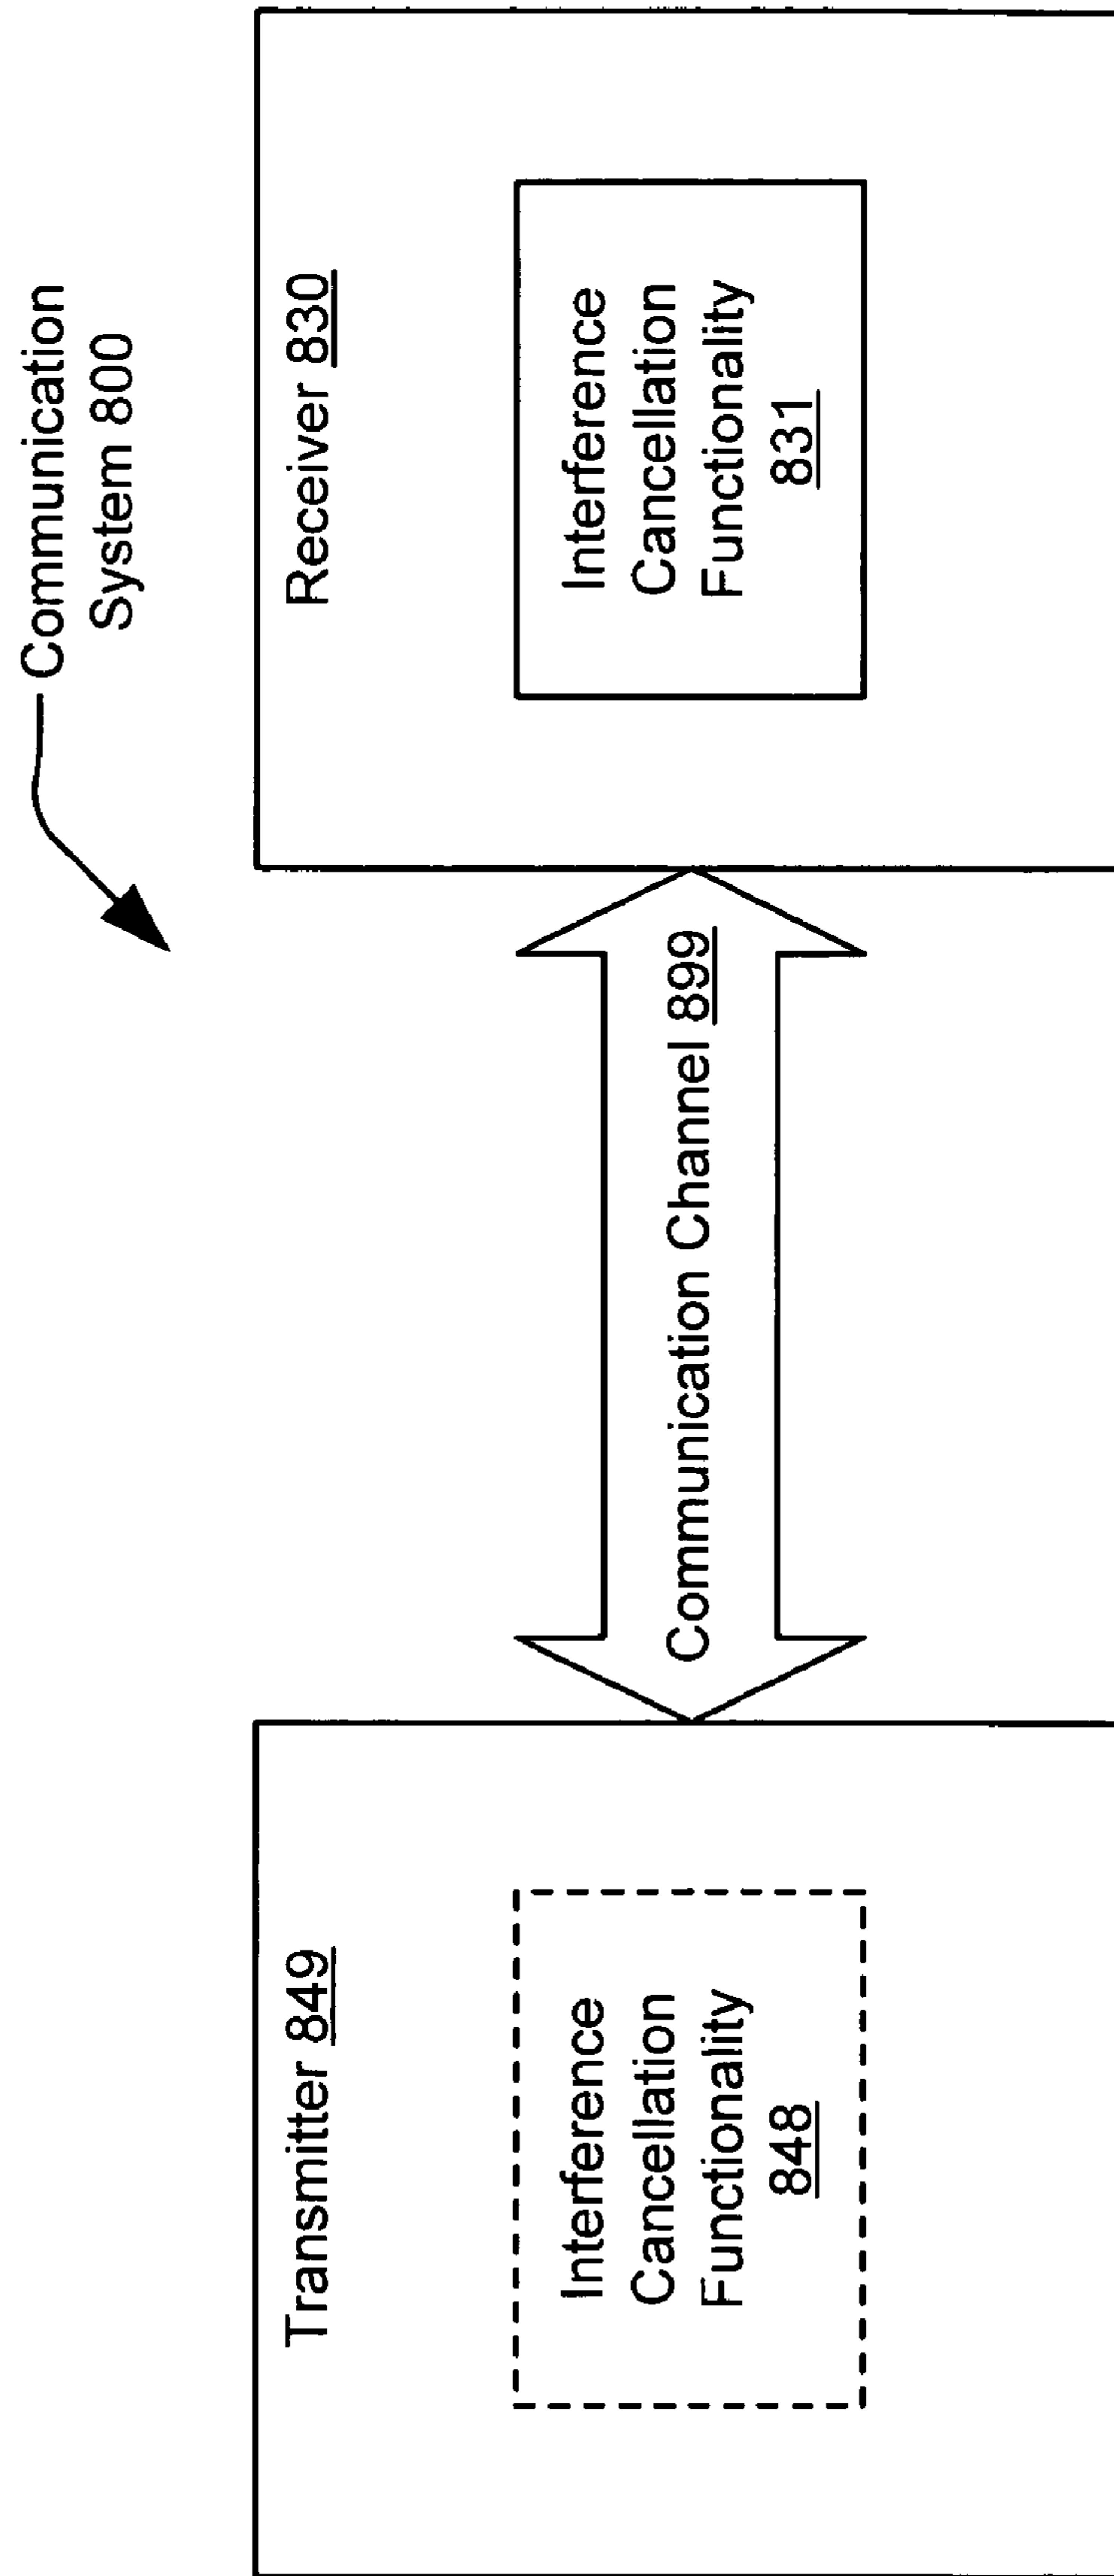 Communication
System 800
Transmitter 849
Interference
Cancellation
Functionality
848
Communication Channel 899
Receiver 830
Interference
Cancellation
Functionality
831